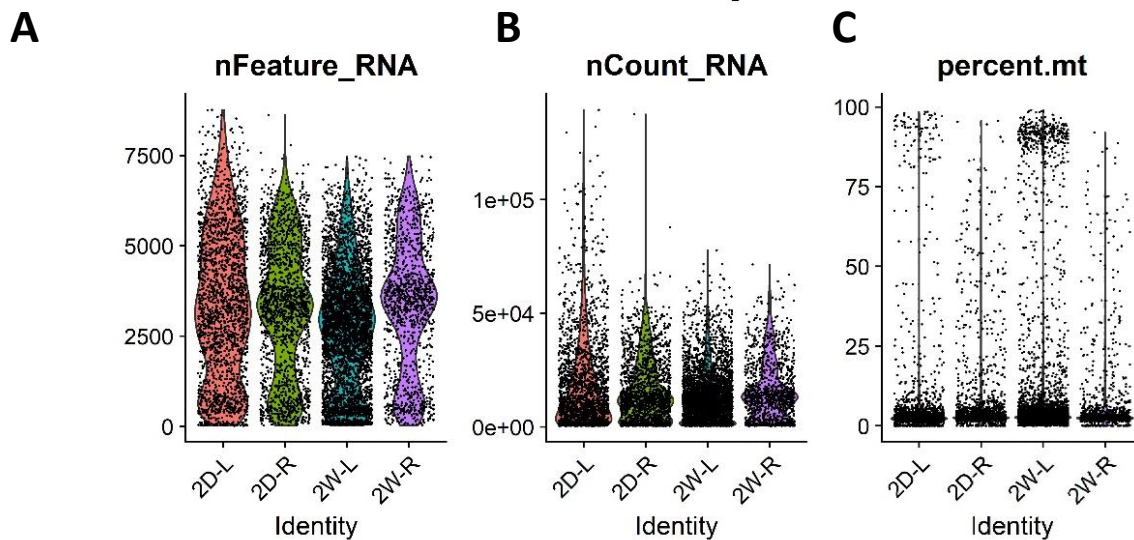 A
nFeature_RNA
7500
5000
2500
0
2D-L
2D-R
2W-L
2W-R
Identity
B
nCount_RNA
1e+05
5e+04
0e+00
2D-L
2D-R
2W-L
2W-R
Identity
C
percent.mt
100
75
50
25
0
2D-L
2D-R
2W-L
2W-R
Identity